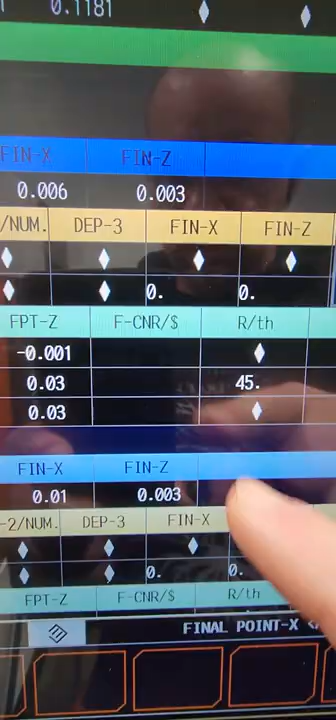 0.1181 ♦ ♦
FIN-X FIN-Z
0.006 0.003
/NUM. DEP-3 FIN-X FIN-Z
♦ ♦ ♦ ♦
♦ ♦ 0. 0.
FPT-Z F-CNR/$ R/th
-0.001 ♦
0.03 45.
0.03 ♦
FIN-X FIN-Z
0.01 0.003
-2/NUM. DEP-3 FIN-X
♦ ♦ ♦
♦ ♦ 0. 0.
FPT-Z F-CNR/$ R/th
FINAL POINT-X